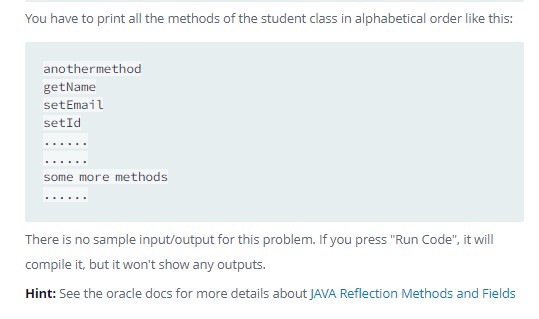 You have to print all the methods of the student class in alphabetical order like this:
anothermethod
getName
setEmail
setId
......
......
some more methods
......
There is no sample input/output for this problem. If you press "Run Code", it will
compile it, but it won't show any outputs.
Hint: See the oracle docs for more details about JAVA Reflection Methods and Fields